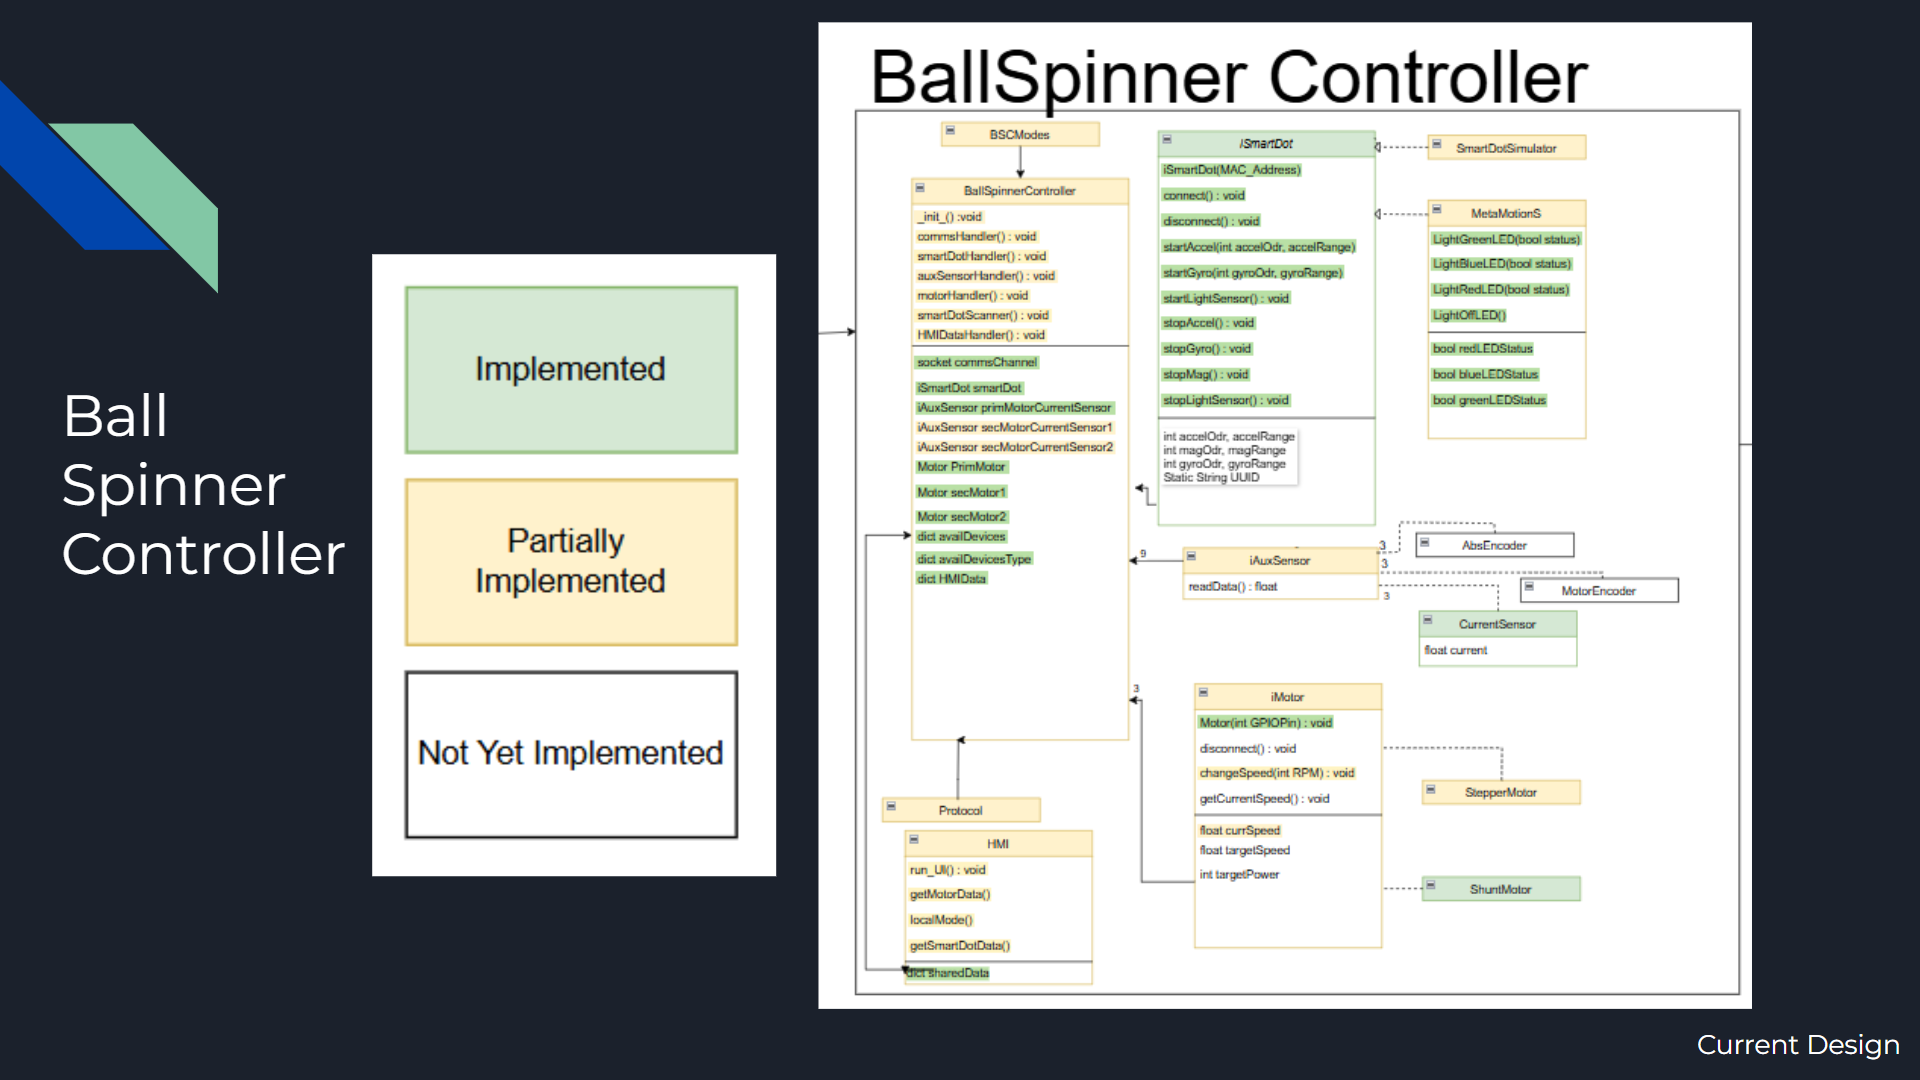 Ball
Spinner
Controller
Implemented
Partially
Implemented
Not Yet Implemented
BallSpinner Controller
BSCModes
BallSpinnerController
_init_() :void
commsHandler() : void
smartDotHandler() : void
auxSensorHandler() : void
motorHandler() : void
smartDotScanner() : void
HMIDataHandler() : void
socket commsChannel
iSmartDot smartDot
iAuxSensor primMotorCurrentSensor
iAuxSensor secMotorCurrentSensor1
iAuxSensor secMotorCurrentSensor2
Motor PrimMotor
Motor secMotor1
Motor secMotor2
dict availDevices
dict availDevicesType
dict HMIData
Protocol
HMI
run_UI() : void
getMotorData()
localMode()
getSmartDotData()
dict sharedData
iSmartDot
iSmartDot(MAC_Address)
connect() : void
disconnect() : void
startAccel(int accelOdr, accelRange)
startGyro(int gyroOdr, gyroRange)
startLightSensor() : void
stopAccel() : void
stopGyro() : void
stopMag() : void
stopLightSensor() : void
int accelOdr, accelRange
int magOdr, magRange
int gyroOdr, gyroRange
Static String UUID
SmartDotSimulator
MetaMotionS
LightGreenLED(bool status)
LightBlueLED(bool status)
LightRedLED(bool status)
LightOffLED()
bool redLEDStatus
bool blueLEDStatus
bool greenLEDStatus
9
iAuxSensor
readData() : float
3
3
3
AbsEncoder
MotorEncoder
CurrentSensor
float current
3
iMotor
Motor(int GPIOPin) : void
disconnect() : void
changeSpeed(int RPM) : void
getCurrentSpeed() : void
float currSpeed
float targetSpeed
int targetPower
StepperMotor
ShuntMotor
Current Design